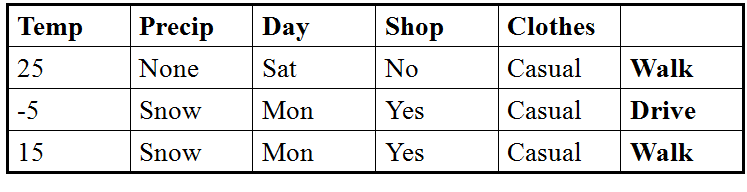 Temp Precip Day Shop Clothes
25 None Sat No Casual Walk
-5 Snow Mon Yes Casual Drive
15 Snow Mon Yes Casual Walk